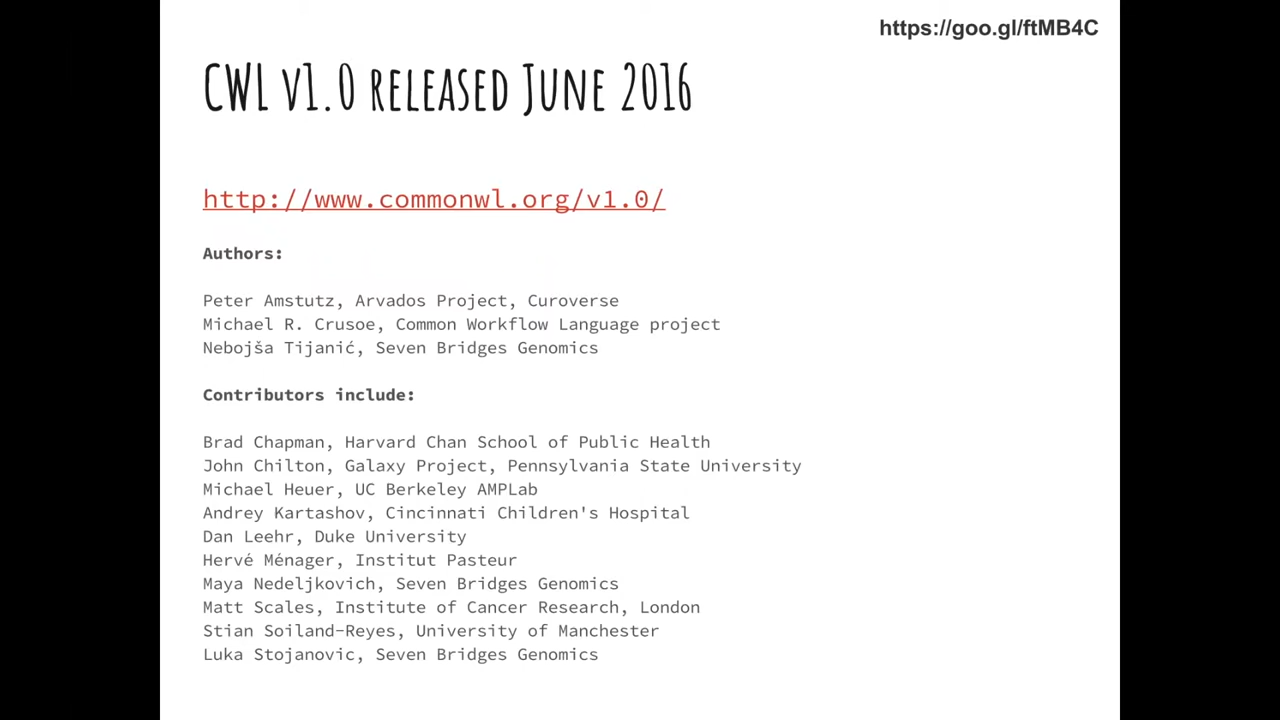 https://goo.gl/ftMB4C
CWL v1.0 released June 2016
http://www.commonwl.org/v1.0/
Authors:
Peter Amstutz, Arvados Project, Curoverse
Michael R. Crusoe, Common Workflow Language project
Nebojša Tijanić, Seven Bridges Genomics
Contributors include:
Brad Chapman, Harvard Chan School of Public Health
John Chilton, Galaxy Project, Pennsylvania State University
Michael Heuer, UC Berkeley AMPLab
Andrey Kartashov, Cincinnati Children's Hospital
Dan Leehr, Duke University
Hervé Ménager, Institut Pasteur
Maya Nedeljkovich, Seven Bridges Genomics
Matt Scales, Institute of Cancer Research, London
Stian Soiland-Reyes, University of Manchester
Luka Stojanovic, Seven Bridges Genomics